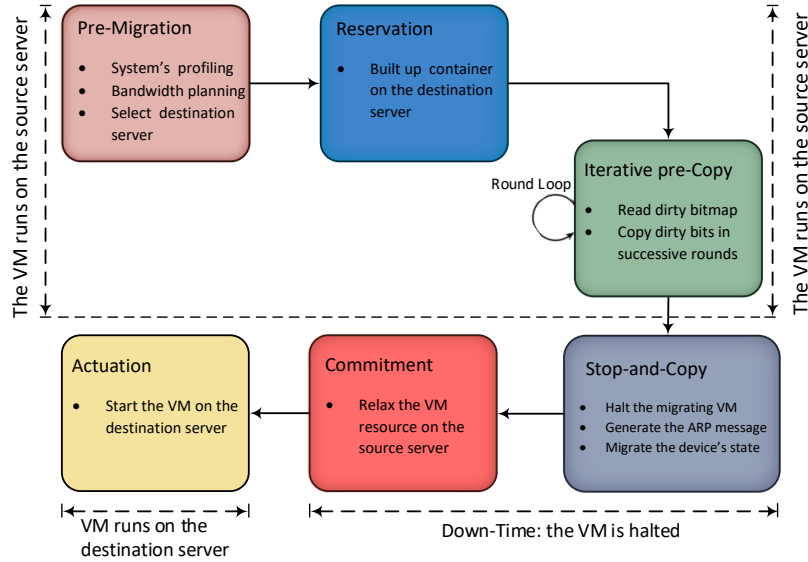 The VM runs on the source server
Pre-Migration
• System's profiling
• Bandwidth planning
• Select destination
server
Reservation
• Built up container
on the destination
server
The VM runs on the source server
Round Loop
Iterative pre-Copy
• Read dirty bitmap
• Copy dirty bits in
successive rounds
Actuation
• Start the VM on the
destination server
Commitment
• Relax the VM
resource on the
source server
Stop-and-Copy
• Halt the migrating VM
• Generate the ARP message
• Migrate the device's state
VM runs on the
destination server
Down-Time: the VM is halted